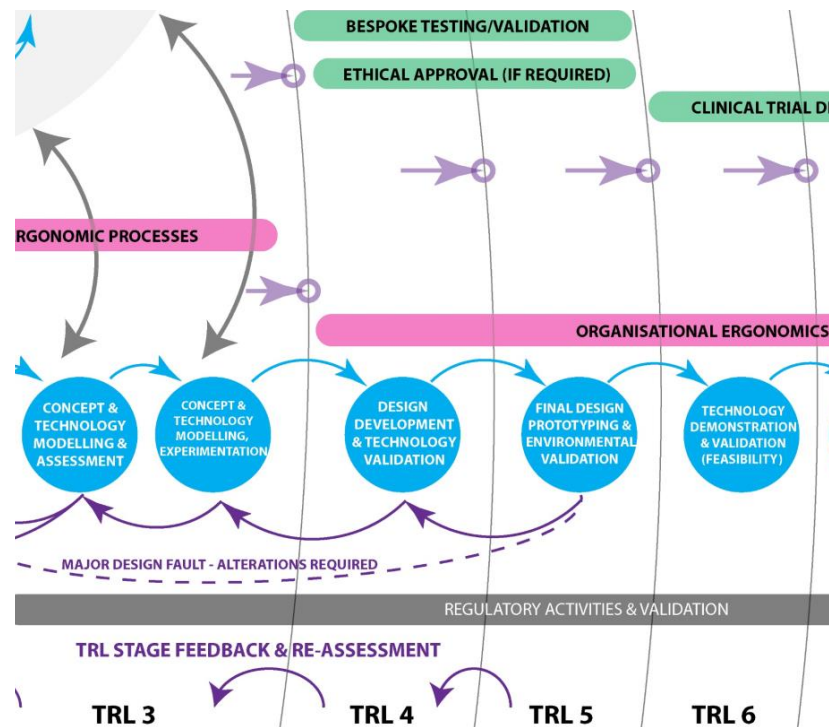 BESPOKE TESTING/VALIDATION
ETHICAL APPROVAL (IF REQUIRED)
CLINICAL TRIAL
RGONOMIC PROCESSES
ORGANISATIONAL ERGONOMICS
CONCEPT &
TECHNOLOGY
MODELLING &
ASSESSMENT
CONCEPT &
TECHNOLOGY
MODELLING,
EXPERIMENTATION
DESIGN
DEVELOPMENT
& TECHNOLOGY
VALIDATION
FINAL DESIGN
PROTOTYPING &
ENVIRONMENTAL
VALIDATION
TECHNOLOGY
DEMONSTRATION
& VALIDATION
(FEASIBILITY)
MAJOR DESIGN FAULT - ALTERATIONS REQUIRED
REGULATORY ACTIVITIES & VALIDATION
TRL STAGE FEEDBACK & RE-ASSESSMENT
TRL 3
TRL 4
TRL 5
TRL 6